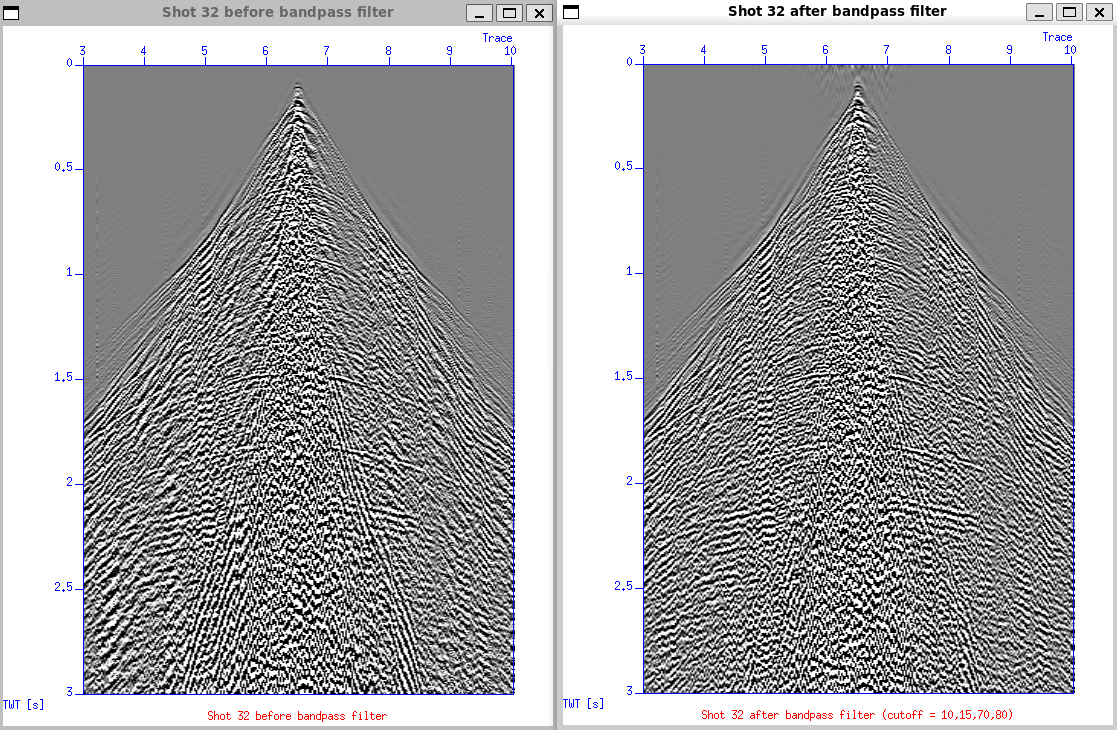 Shot 32 before bandpass filter
Trace
3 4 5 6 7 8 9 10
0
0.5
1
1.5
2
2.5
3
TWT [s]
Shot 32 before bandpass filter
Shot 32 after bandpass filter
Trace
3 4 5 6 7 8 9 10
0
0.5
1
1.5
2
2.5
3
TWT [s]
Shot 32 after bandpass filter (cutoff = 10,15,70,80)